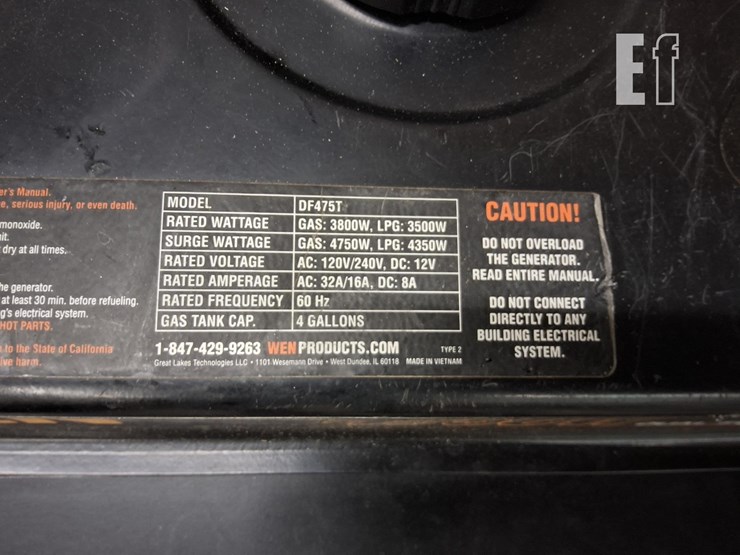 Ef
er's Manual.
e, serious injury, or even death.
monoxide.
it.
dry at all times.
he generator.
at least 30 min. before refueling.
g's electrical system.
HOT PARTS.
to the State of California
ive harm.
MODEL DF475T
RATED WATTAGE GAS: 3800W, LPG: 3500W
SURGE WATTAGE GAS: 4750W, LPG: 4350W
RATED VOLTAGE AC: 120V/240V, DC: 12V
RATED AMPERAGE AC: 32A/16A, DC: 8A
RATED FREQUENCY 60 Hz
GAS TANK CAP. 4 GALLONS
1-847-429-9263 WENPRODUCTS.COM TYPE 2
Great Lakes Technologies LLC • 1101 Wesemann Drive • West Dundee, IL 60118 MADE IN VIETNAM
CAUTION!
DO NOT OVERLOAD
THE GENERATOR.
READ ENTIRE MANUAL.
DO NOT CONNECT
DIRECTLY TO ANY
BUILDING ELECTRICAL
SYSTEM.